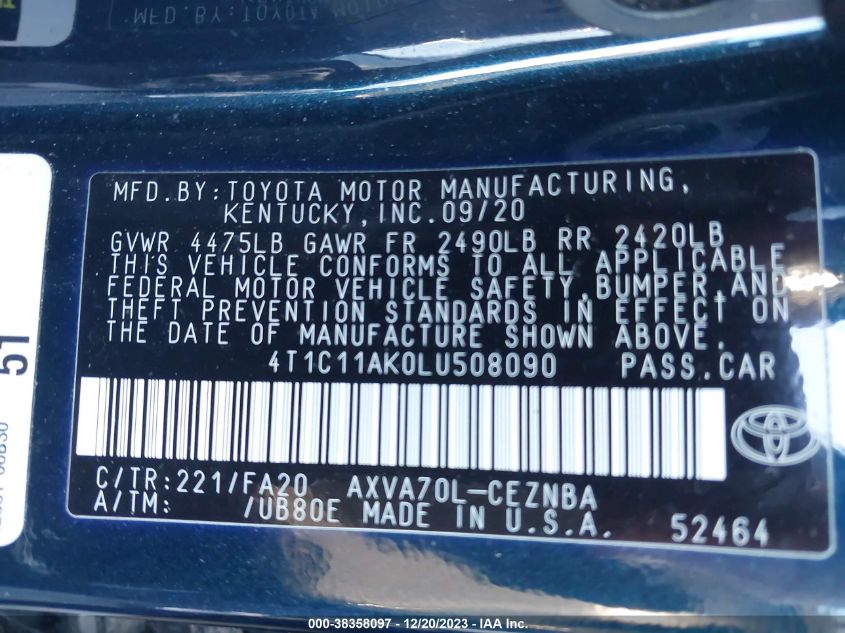 MFD.BY:TOYOTA MOTOR MANUFACTURING,
KENTUCKY,INC.09/20
GVWR 4475LB GAWR FR 2490LB RR 2420LB
THIS VEHICLE CONFORMS TO ALL APPLICABLE
FEDERAL MOTOR VEHICLE SAFETY,BUMPER,AND
THEFT PREVENTION STANDARDS IN EFFECT ON
THE DATE OF MANUFACTURE SHOWN ABOVE.
4T1C11AK0LU508090 PASS.CAR
C/TR:221/FA20 AXVA70L-CEZNBA
A/TM: /UB80E MADE IN U.S.A.
52464
51
000-38358097 - 12/20/2023 - IAA Inc.